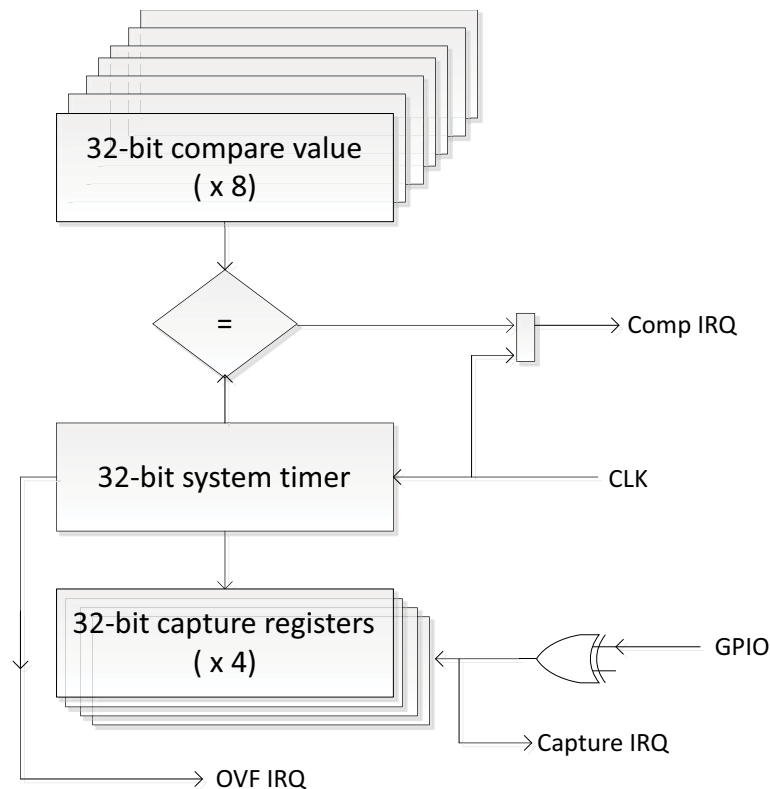 32-bit compare value
( x 8)
=
Comp IRQ
32-bit system timer
CLK
32-bit capture registers
( x 4)
GPIO
Capture IRQ
OVF IRQ